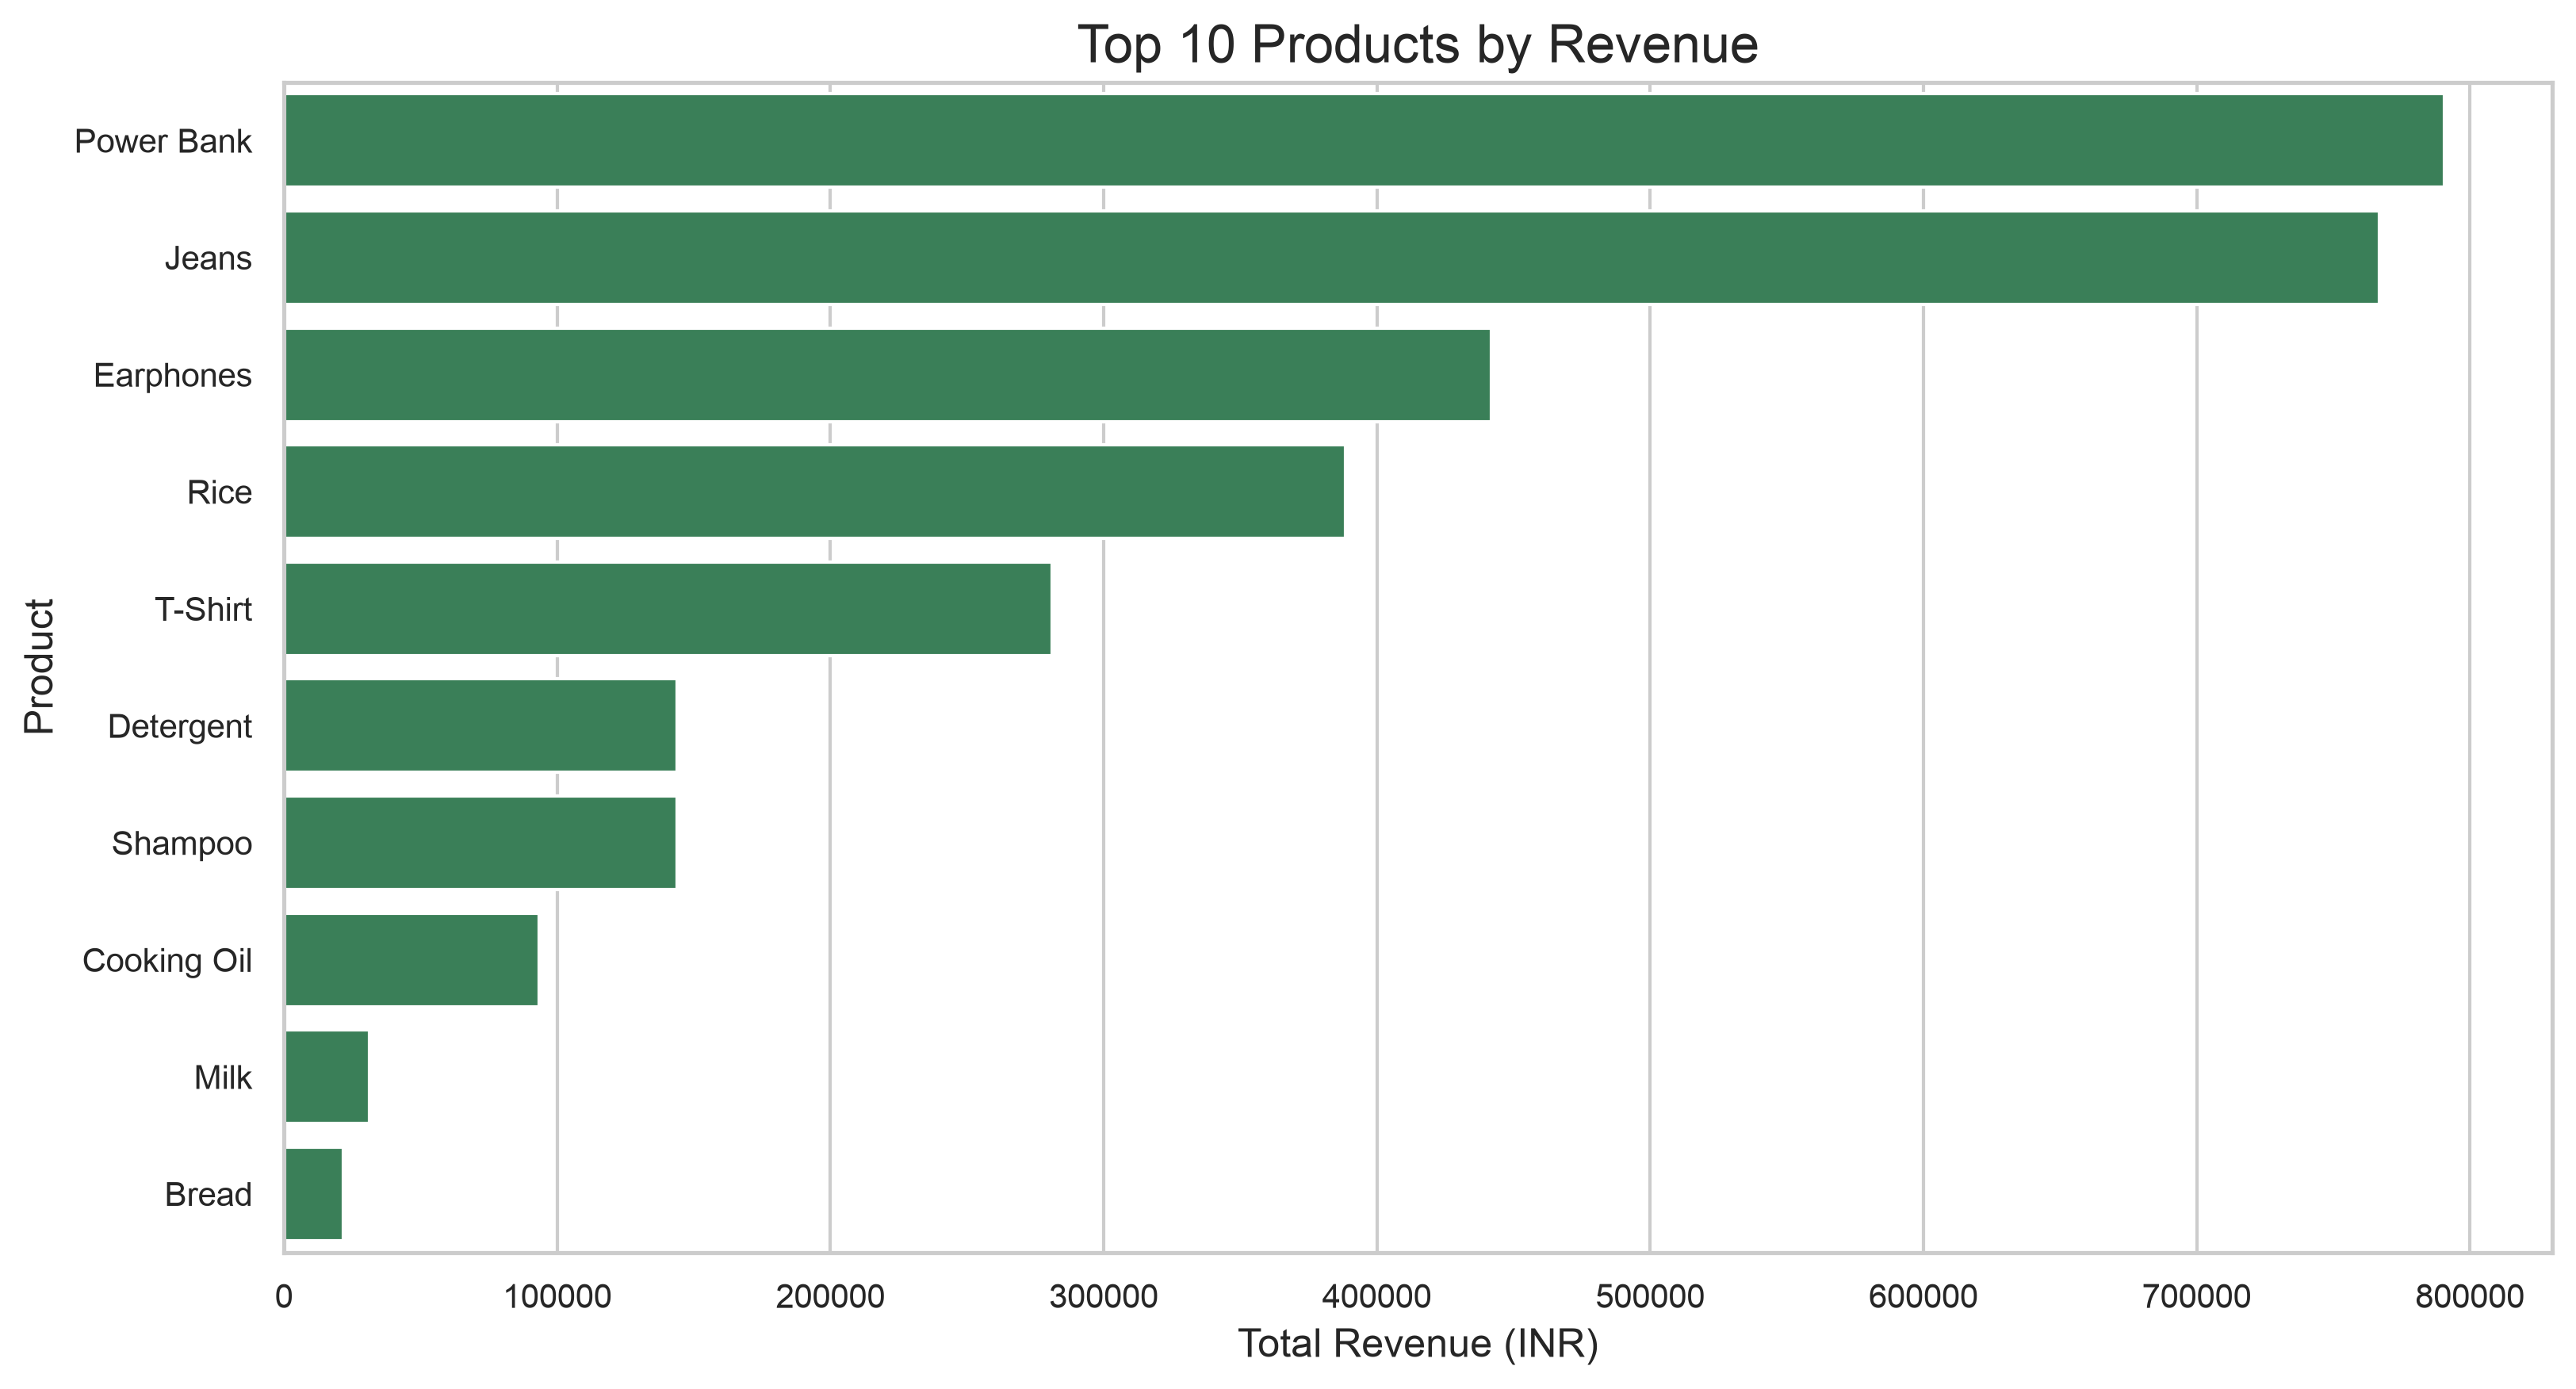 Top 10 Products by Revenue
Product
Power Bank
Jeans
Earphones
Rice
T-Shirt
Detergent
Shampoo
Cooking Oil
Milk
Bread
0 100000 200000 300000 400000 500000 600000 700000 800000
Total Revenue (INR)